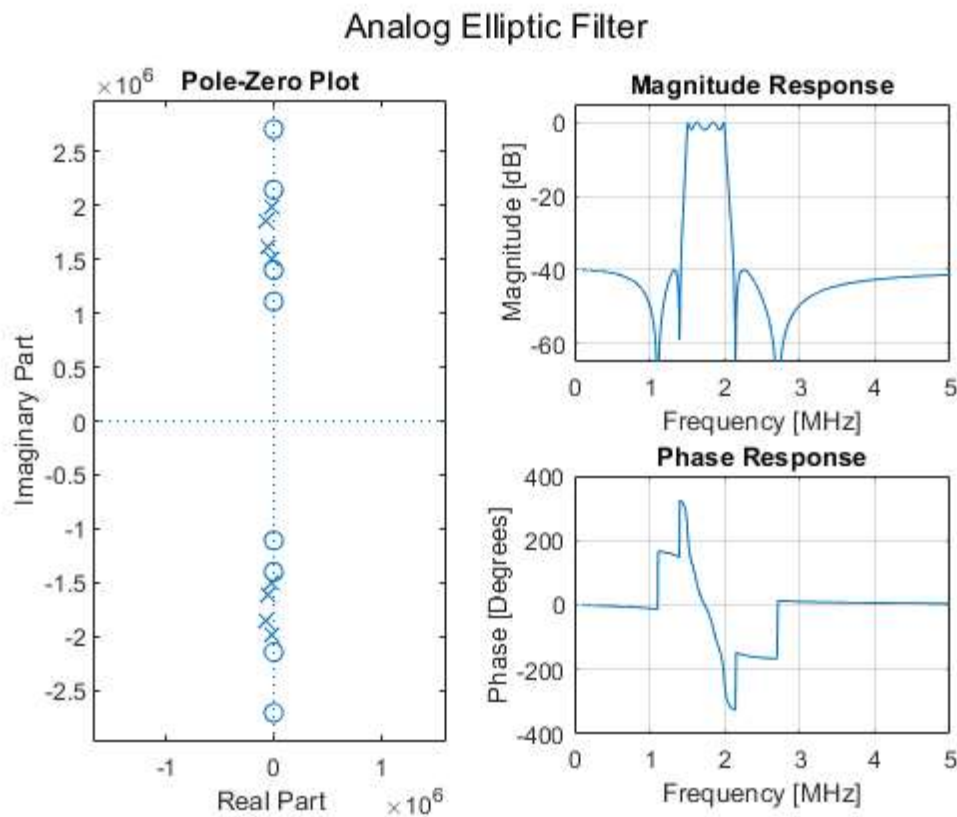 Analog Elliptic Filter
Pole-Zero Plot
×10^6
2.5
2
1.5
1
0.5
0
-0.5
-1
-1.5
-2
-2.5
Imaginary Part
-1 0 1
Real Part ×10^6
Magnitude Response
0
-20
-40
-60
Magnitude [dB]
0 1 2 3 4 5
Frequency [MHz]
Phase Response
400
200
0
-200
-400
Phase [Degrees]
0 1 2 3 4 5
Frequency [MHz]